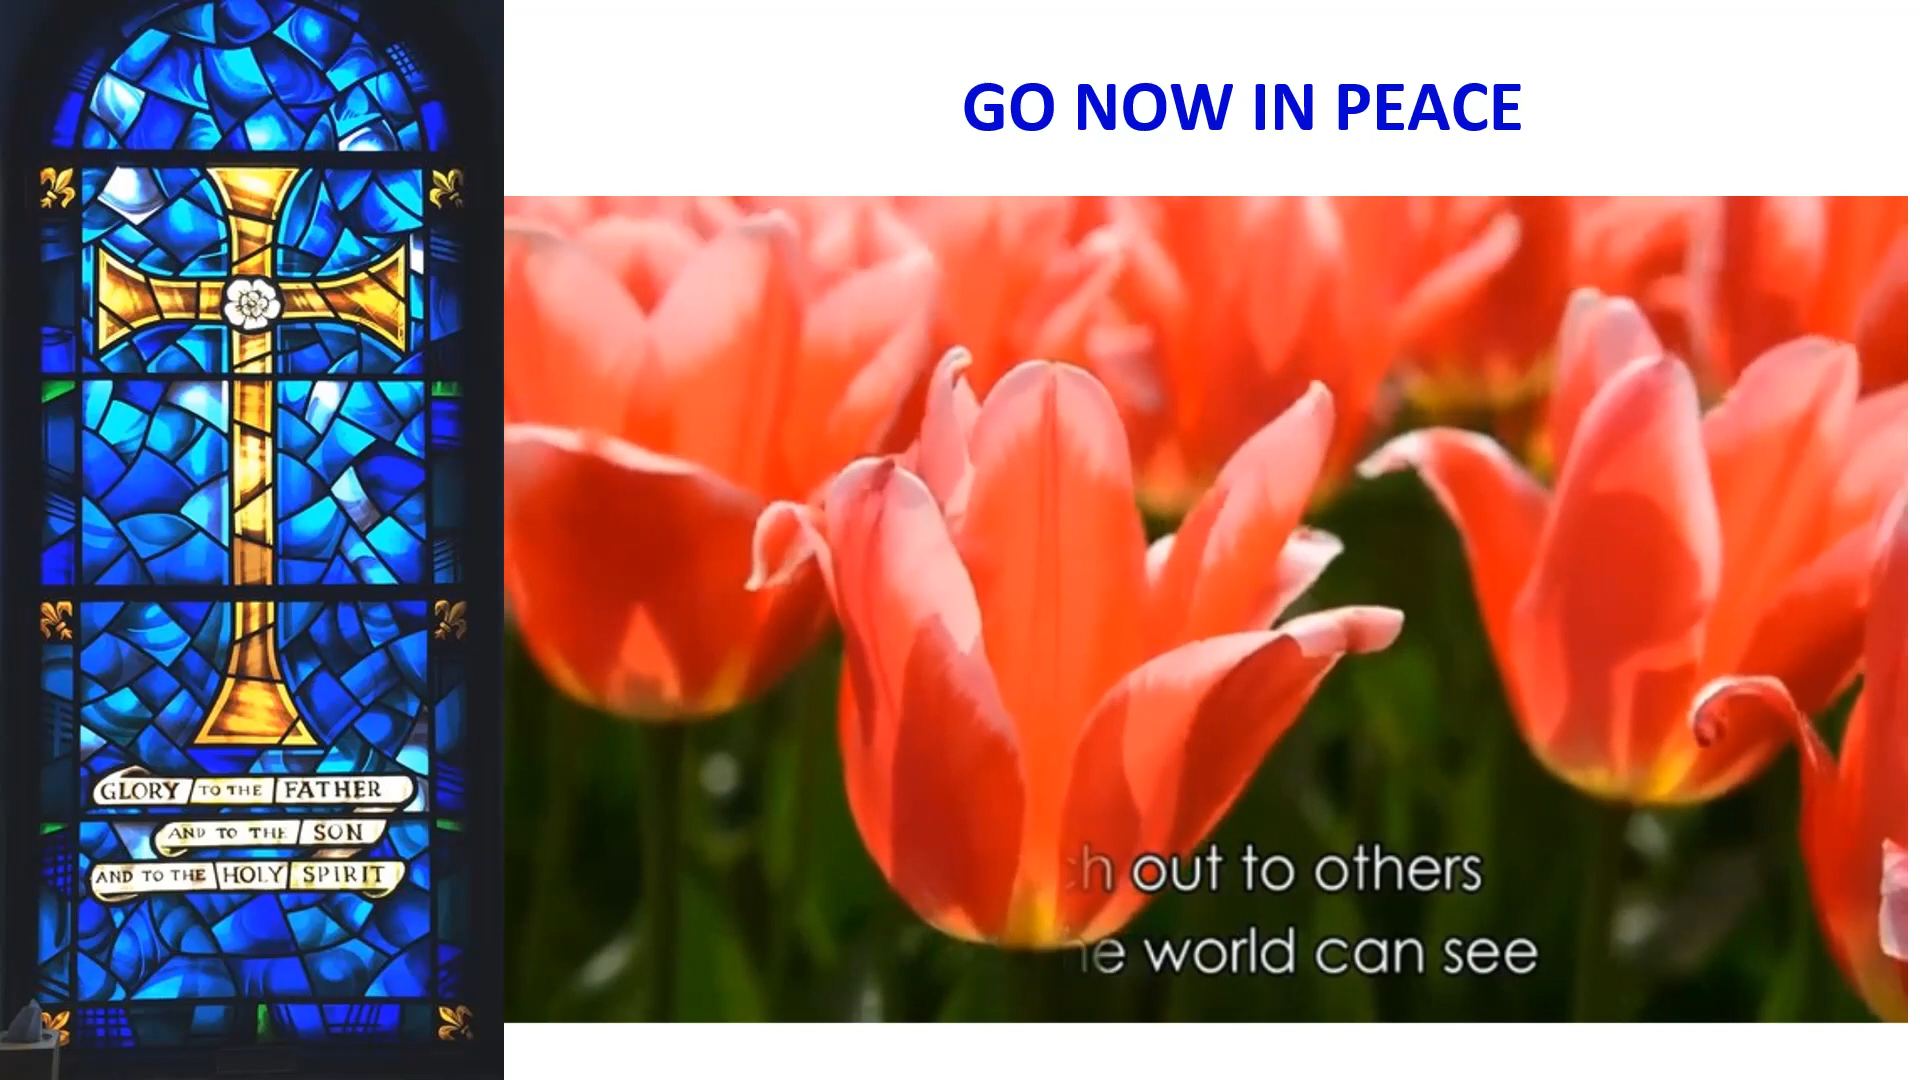 GO NOW IN PEACE
GLORY TO THE FATHER
AND TO THE SON
AND TO THE HOLY SPIRIT
out to others
world can see